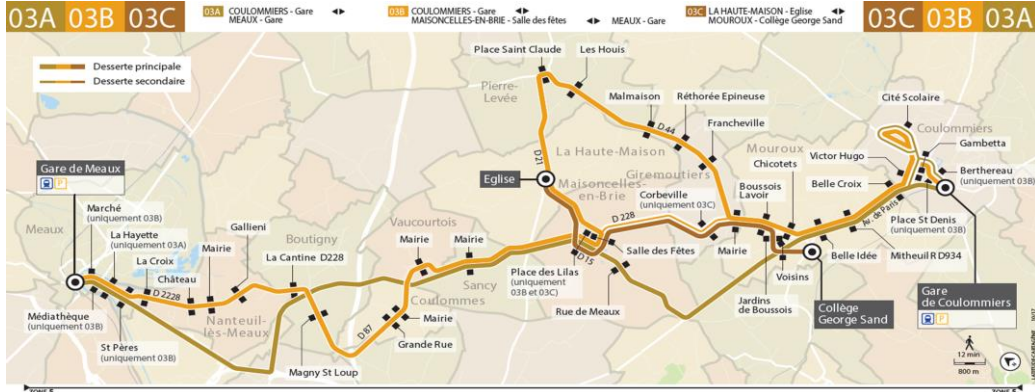 03A 03B 03C
03A COULOMMIERS - Gare ◄►
MEAUX - Gare
03B COULOMMIERS - Gare ◄►
MAISONCELLES-EN-BRIE - Salle des fêtes ◄► MEAUX - Gare
03C LA HAUTE-MAISON - Eglise ◄►
MOUROUX - Collège George Sand
03C 03B 03A
Desserte principale
Desserte secondaire
Place Saint Claude
Les Houis
Pierre-
Levée
Malmaison
Réthorée Epineuse
Francheville
D 44
D21
La Haute-Maison
Giremoutiers
Mouroux
Cité Scolaire
Coulommiers
Gambetta
Victor Hugo
Berthereau
(uniquement 03B)
Chicotets
Belle Croix
Boussois
Lavoir
Corbeville
(uniquement 03C)
Eglise
Maisoncelles-
en-Brie
D 228
Av. de Paris
Place St Denis
(uniquement 03B)
Gare de Meaux
P
Meaux
Marché
(uniquement 03B)
La Hayette
(uniquement 03A)
La Croix
Mairie
Château
Gallieni
Boutigny
La Cantine D228
Vaucourtois
Mairie
Mairie
Sancy
D 2228
Nanteuil-
lès-Meaux
Médiathèque
(uniquement 03B)
St Pères
(uniquement 03B)
Magny St Loup
D 87
Coulommes
Mairie
Grande Rue
Place des Lilas
(uniquement
03B et 03C)
D 15
Salle des Fêtes
Rue de Meaux
Mairie
Jardins
de Boussois
Voisins
Belle Idée
Mitheuil R D934
Collège
George Sand
Gare
de Coulommiers
P
12 min
800 m
ZONE 5
ZONE 5